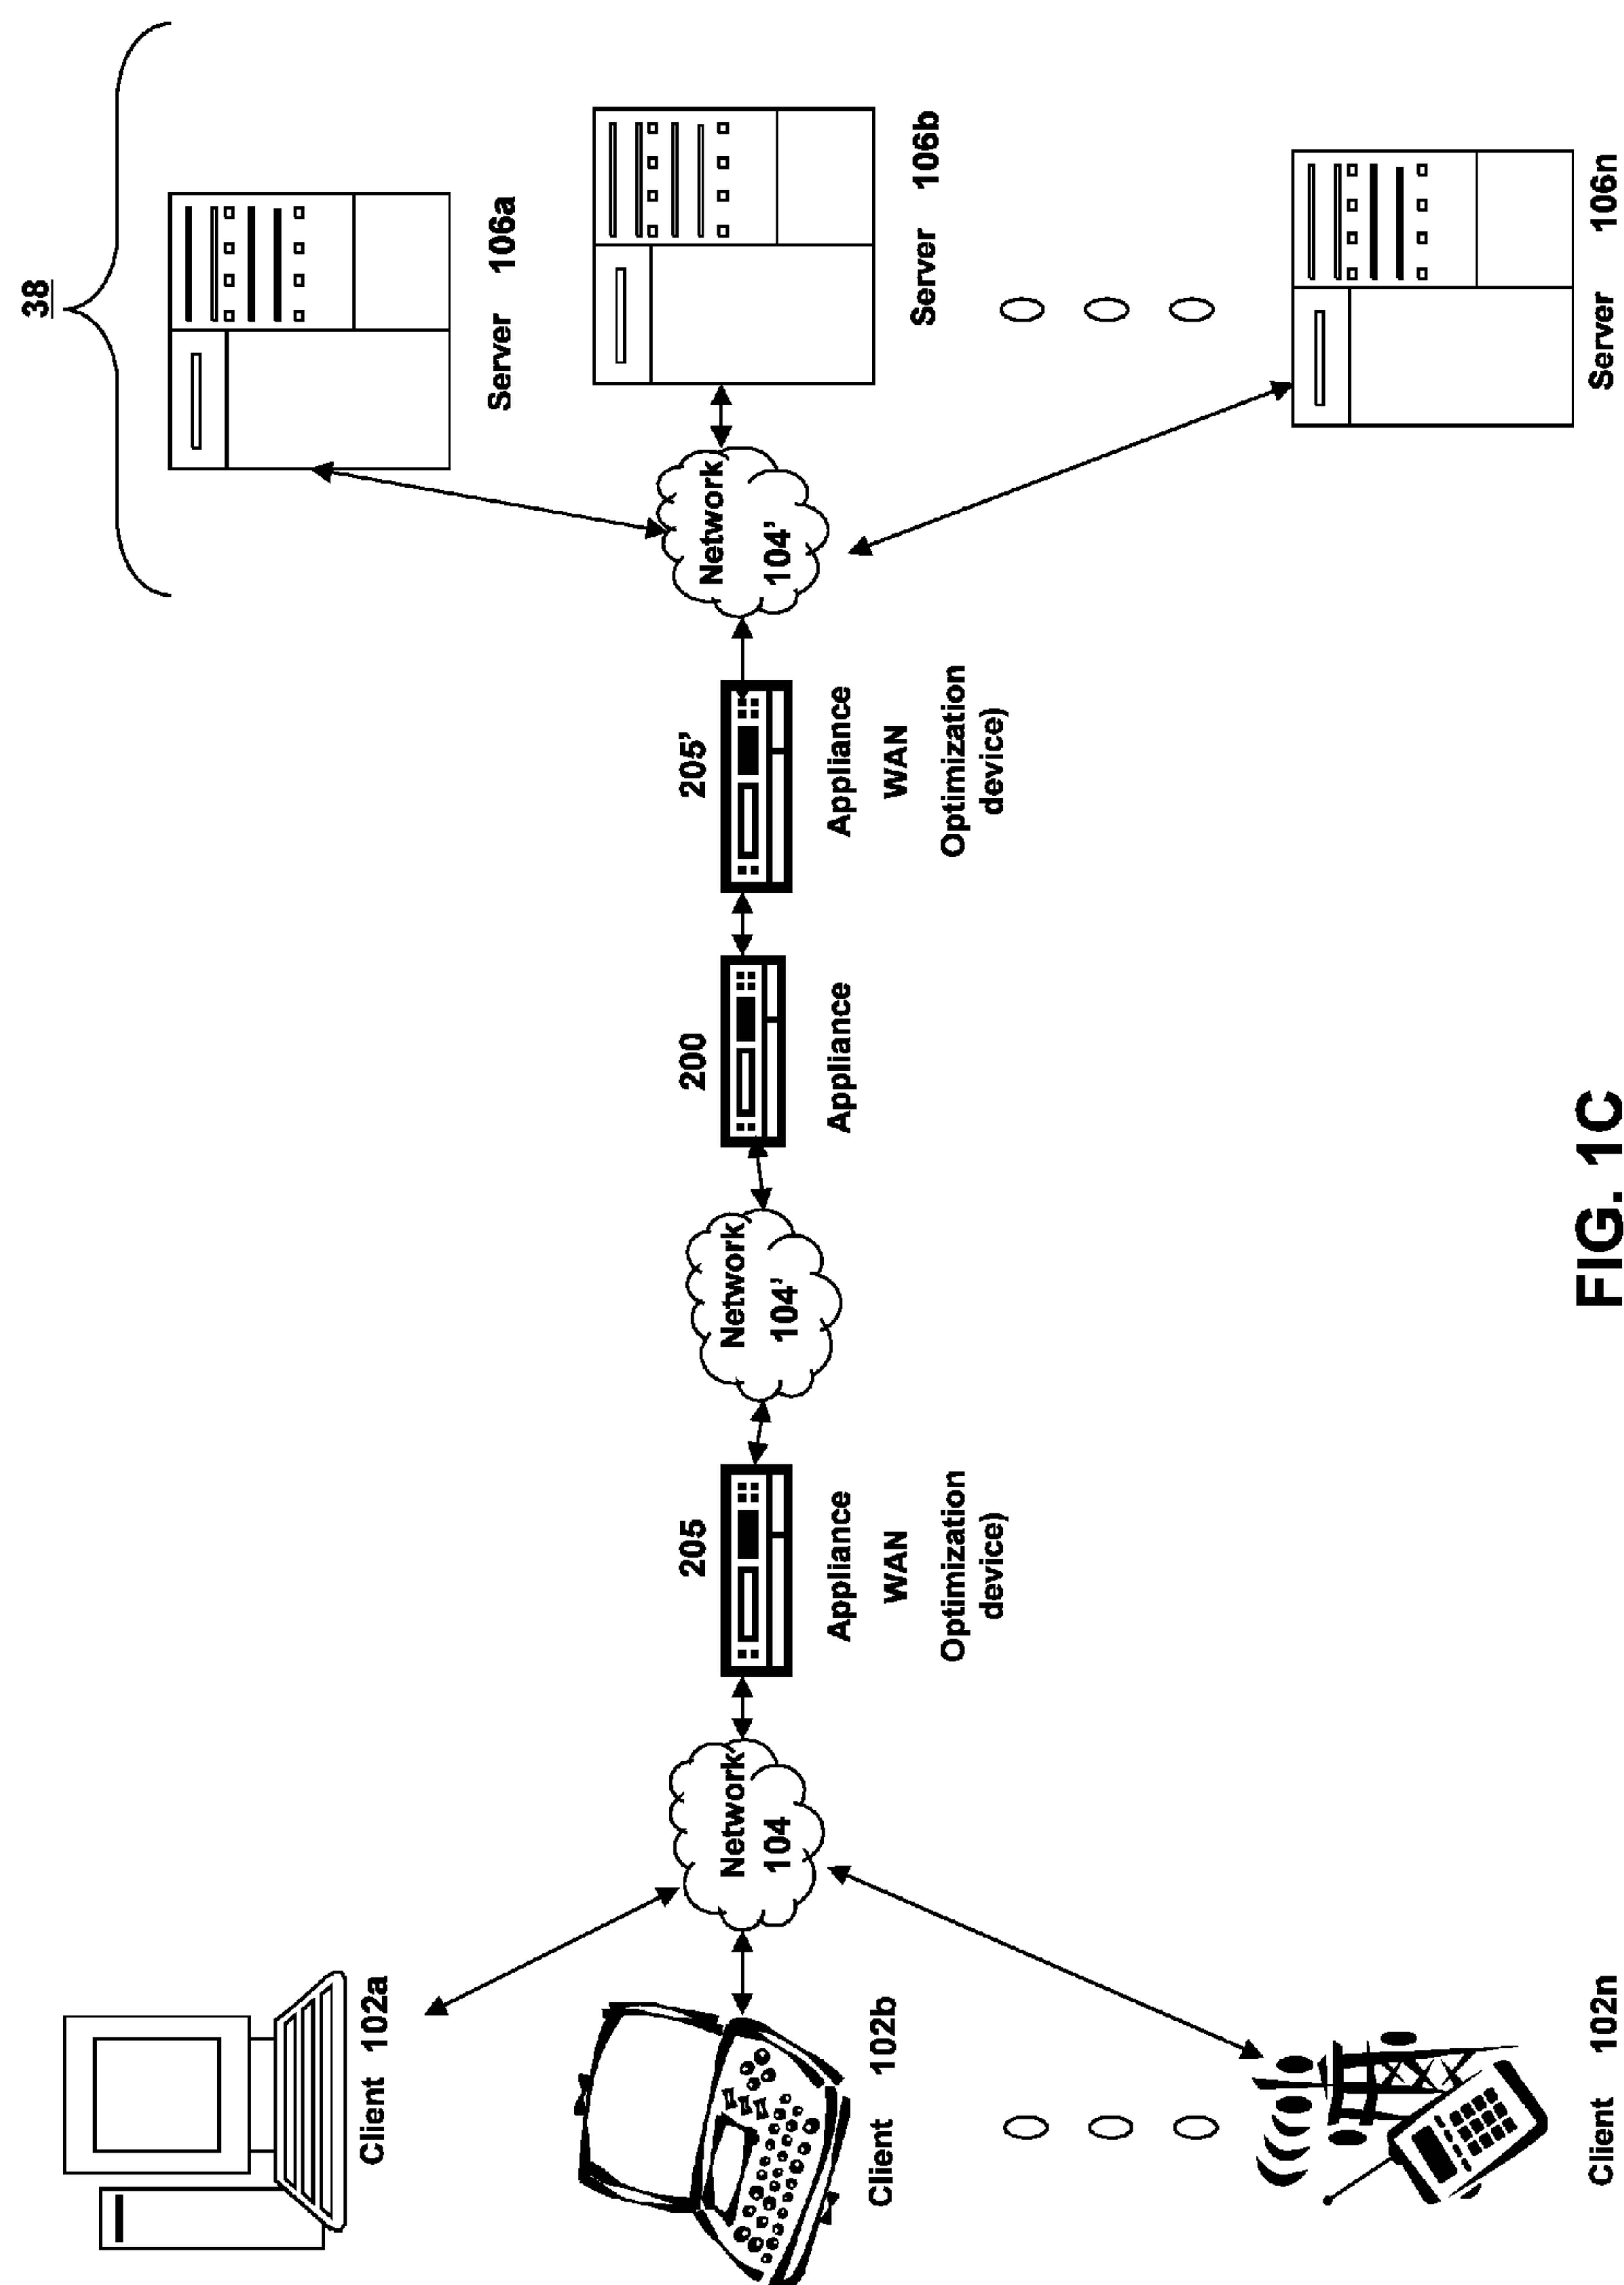 38
Client 102a
Server 106a
205
200
205'
Network
104
Network
104'
Network
104'
Client 102b
Appliance
WAN
Optimization
device)
Appliance
Appliance
WAN
Optimization
device)
Server 106b
Client 102n
Server 106n
FIG. 1C